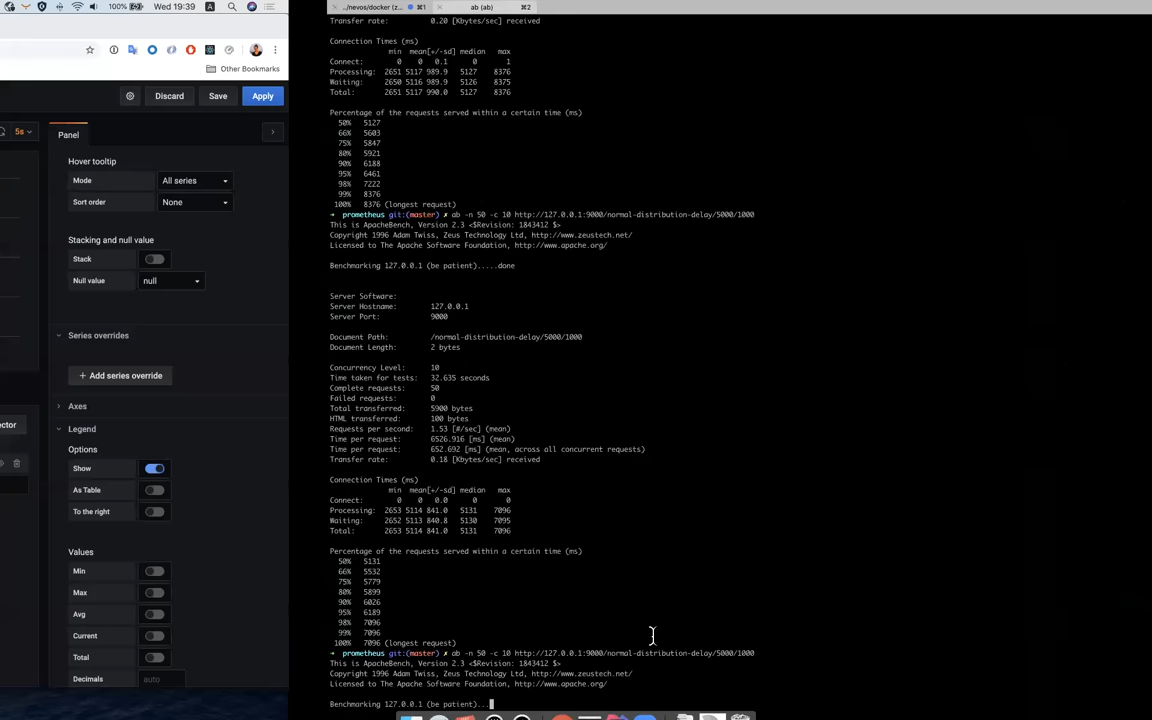 100%
Wed 19:39
A
Other Bookmarks
Discard
Save
Apply
5s
Panel
Hover tooltip
Mode
All series
Sort order
None
Stacking and null value
Stack
Null value
null
Series overrides
+ Add series override
Axes
Legend
Options
Show
As Table
To the right
Values
Min
Max
Avg
Current
Total
Decimals
auto
../nevos/docker (z...
⌘1
ab (ab)
⌘2
Transfer rate: 0.20 [Kbytes/sec] received
Connection Times (ms)
min mean[+/-sd] median max
Connect: 0 0 0.1 0 1
Processing: 2651 5117 989.9 5127 8376
Waiting: 2650 5116 989.9 5126 8375
Total: 2651 5117 990.0 5127 8376
Percentage of the requests served within a certain time (ms)
50% 5127
66% 5603
75% 5847
80% 5921
90% 6188
95% 6461
98% 7222
99% 8376
100% 8376 (longest request)
➜ prometheus git:(master) ✗ ab -n 50 -c 10 http://127.0.0.1:9000/normal-distribution-delay/5000/1000
This is ApacheBench, Version 2.3 <$Revision: 1843412 $>
Copyright 1996 Adam Twiss, Zeus Technology Ltd, http://www.zeustech.net/
Licensed to The Apache Software Foundation, http://www.apache.org/
Benchmarking 127.0.0.1 (be patient).....done
Server Software:
Server Hostname: 127.0.0.1
Server Port: 9000
Document Path: /normal-distribution-delay/5000/1000
Document Length: 2 bytes
Concurrency Level: 10
Time taken for tests: 32.635 seconds
Complete requests: 50
Failed requests: 0
Total transferred: 5900 bytes
HTML transferred: 100 bytes
Requests per second: 1.53 [#/sec] (mean)
Time per request: 6526.916 [ms] (mean)
Time per request: 652.692 [ms] (mean, across all concurrent requests)
Transfer rate: 0.18 [Kbytes/sec] received
Connection Times (ms)
min mean[+/-sd] median max
Connect: 0 0 0.0 0 0
Processing: 2653 5114 841.0 5131 7096
Waiting: 2652 5113 840.8 5130 7095
Total: 2653 5114 841.0 5131 7096
Percentage of the requests served within a certain time (ms)
50% 5131
66% 5532
75% 5779
80% 5899
90% 6026
95% 6189
98% 7096
99% 7096
100% 7096 (longest request)
➜ prometheus git:(master) ✗ ab -n 50 -c 10 http://127.0.0.1:9000/normal-distribution-delay/5000/1000
This is ApacheBench, Version 2.3 <$Revision: 1843412 $>
Copyright 1996 Adam Twiss, Zeus Technology Ltd, http://www.zeustech.net/
Licensed to The Apache Software Foundation, http://www.apache.org/
Benchmarking 127.0.0.1 (be patient)...